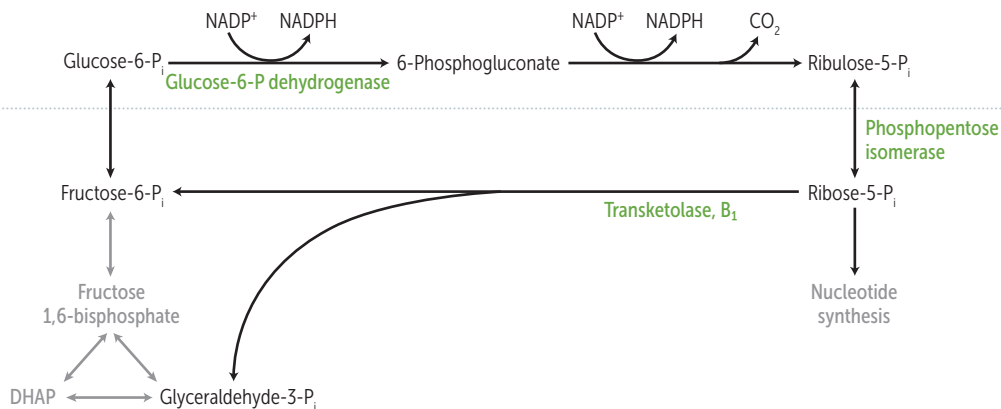 NADP⁺ NADPH NADP⁺ NADPH CO₂
Glucose-6-Pᵢ 6-Phosphogluconate Ribulose-5-Pᵢ
Glucose-6-P dehydrogenase
Phosphopentose
isomerase
Fructose-6-Pᵢ Ribose-5-Pᵢ
Transketolase, B₁
Fructose
1,6-bisphosphate
Nucleotide
synthesis
DHAP Glyceraldehyde-3-Pᵢ